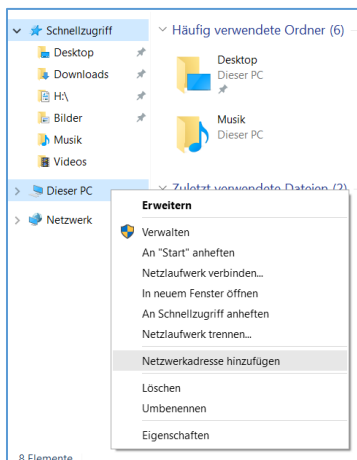 Schnellzugriff
Desktop
Downloads
H:\
Bilder
Musik
Videos
Dieser PC
Netzwerk
8 Elemente
Häufig verwendete Ordner (6)
Desktop
Dieser PC
Musik
Dieser PC
Zuletzt verwendete Dateien (2)
Erweitern
Verwalten
An "Start" anheften
Netzlaufwerk verbinden...
In neuem Fenster öffnen
An Schnellzugriff anheften
Netzlaufwerk trennen...
Netzwerkadresse hinzufügen
Löschen
Umbenennen
Eigenschaften